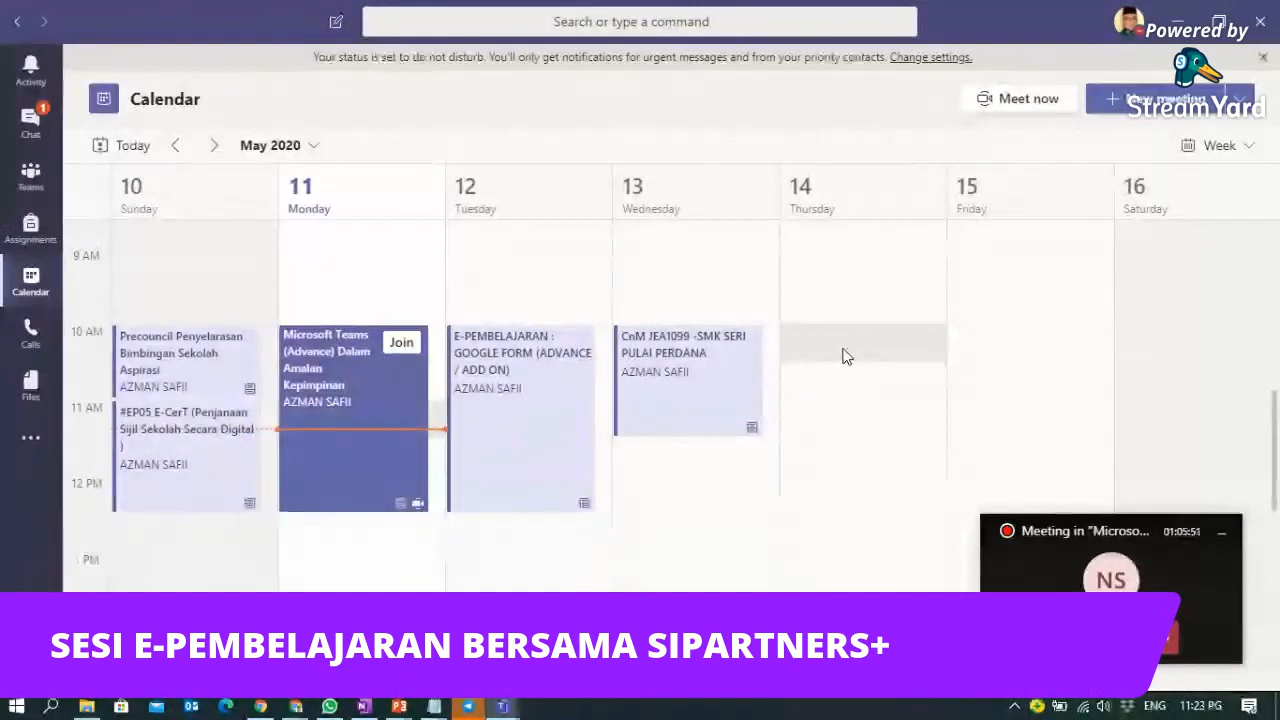 Search or type a command
Powered by
StreamYard
Activity
Your status is set to do not disturb. You'll only get notifications for urgent messages and from your priority contacts. Change settings.
Calendar
Meet now
New meeting
1
Chat
Today
May 2020
Week
Teams
10
Sunday
11
Monday
12
Tuesday
13
Wednesday
14
Thursday
15
Friday
16
Saturday
Assignments
Calendar
Calls
Files
9 AM
10 AM
11 AM
12 PM
PM
Precouncil Penyelarasan
Bimbingan Sekolah
Aspirasi
AZMAN SAFII
#EP05 E-CerT (Penjanaan
Sijil Sekolah Secara Digital
)
AZMAN SAFII
Microsoft Teams
(Advance) Dalam
Amalan
Kepimpinan
AZMAN SAFII
Join
E-PEMBELAJARAN :
GOOGLE FORM (ADVANCE
/ ADD ON)
AZMAN SAFII
CnM JEA1099 -SMK SERI
PULAI PERDANA
AZMAN SAFII
Meeting in "Microso... 01:05:51
NS
SESI E-PEMBELAJARAN BERSAMA SIPARTNERS+
ENG 11:23 PG